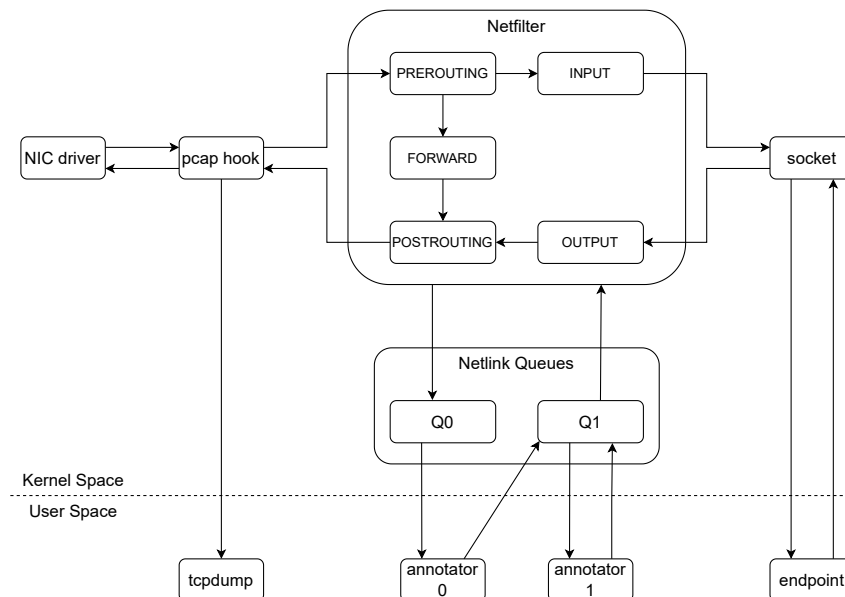 Netfilter
PREROUTING
INPUT
NIC driver
pcap hook
FORWARD
socket
POSTROUTING
OUTPUT
Netlink Queues
Q0
Q1
Kernel Space
User Space
tcpdump
annotator
0
annotator
1
endpoint